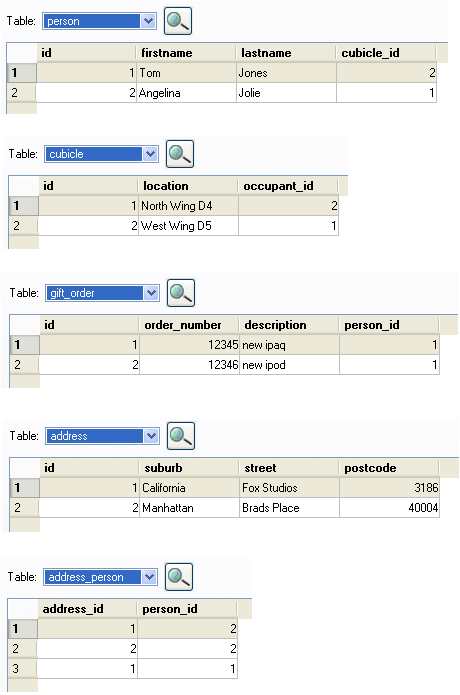 Table: person
id firstname lastname cubicle_id
1 1 Tom Jones 2
2 2 Angelina Jolie 1
Table: cubicle
id location occupant_id
1 1 North Wing D4 2
2 2 West Wing D5 1
Table: gift_order
id order_number description person_id
1 1 12345 new ipaq 1
2 2 12346 new ipod 1
Table: address
id suburb street postcode
1 1 California Fox Studios 3186
2 2 Manhattan Brads Place 40004
Table: address_person
address_id person_id
1 1 2
2 2 2
3 1 1